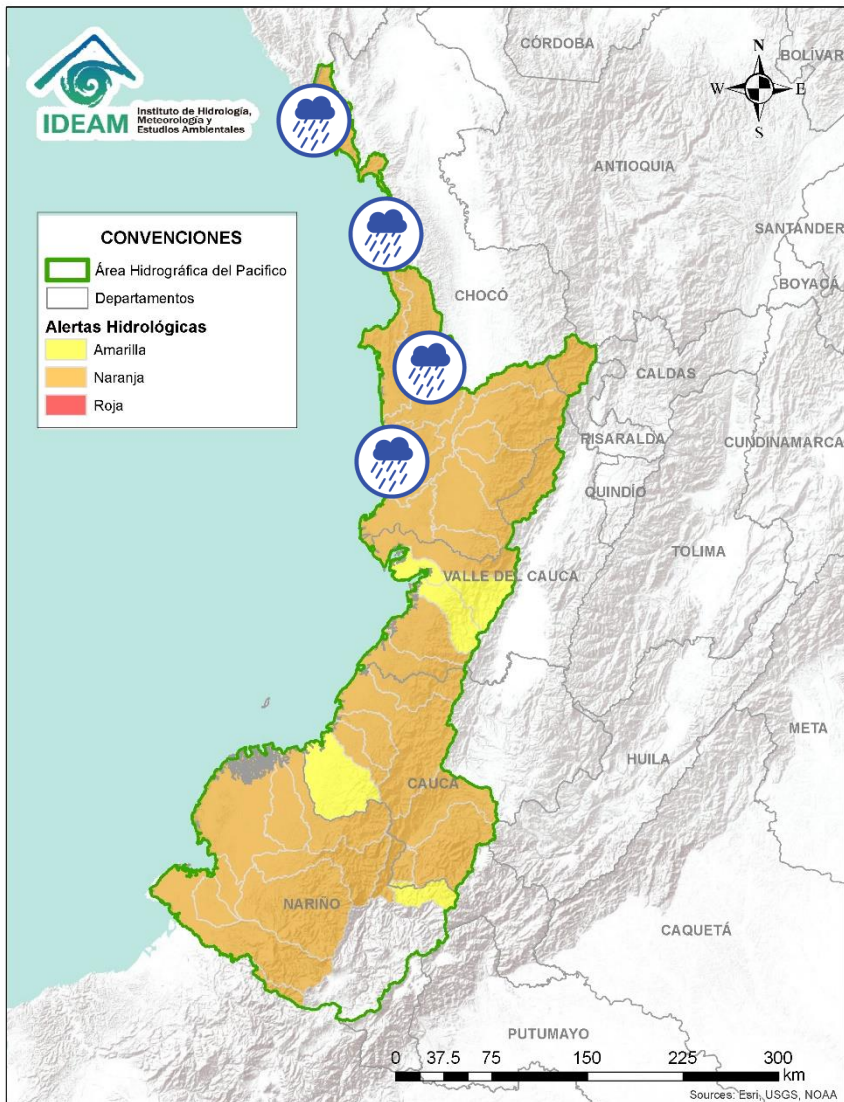 IDEAM
Instituto de Hidrología,
Meteorología y
Estudios Ambientales
CÓRDOBA
BOLÍVAR
N
W
E
S
ANTIOQUIA
SANTANDER
BOYACÁ
CONVENCIONES
Área Hidrográfica del Pacifico
Departamentos
Alertas Hidrológicas
Amarilla
Naranja
Roja
CHOCÓ
CALDAS
RISARALDA
CUNDINAMARCA
QUINDÍO
TOLIMA
VALLE DEL CAUCA
META
HUILA
CAUCA
NARIÑO
CAQUETÁ
PUTUMAYO
0 37.5 75 150 225 300
km
Sources: Esri, USGS, NOAA